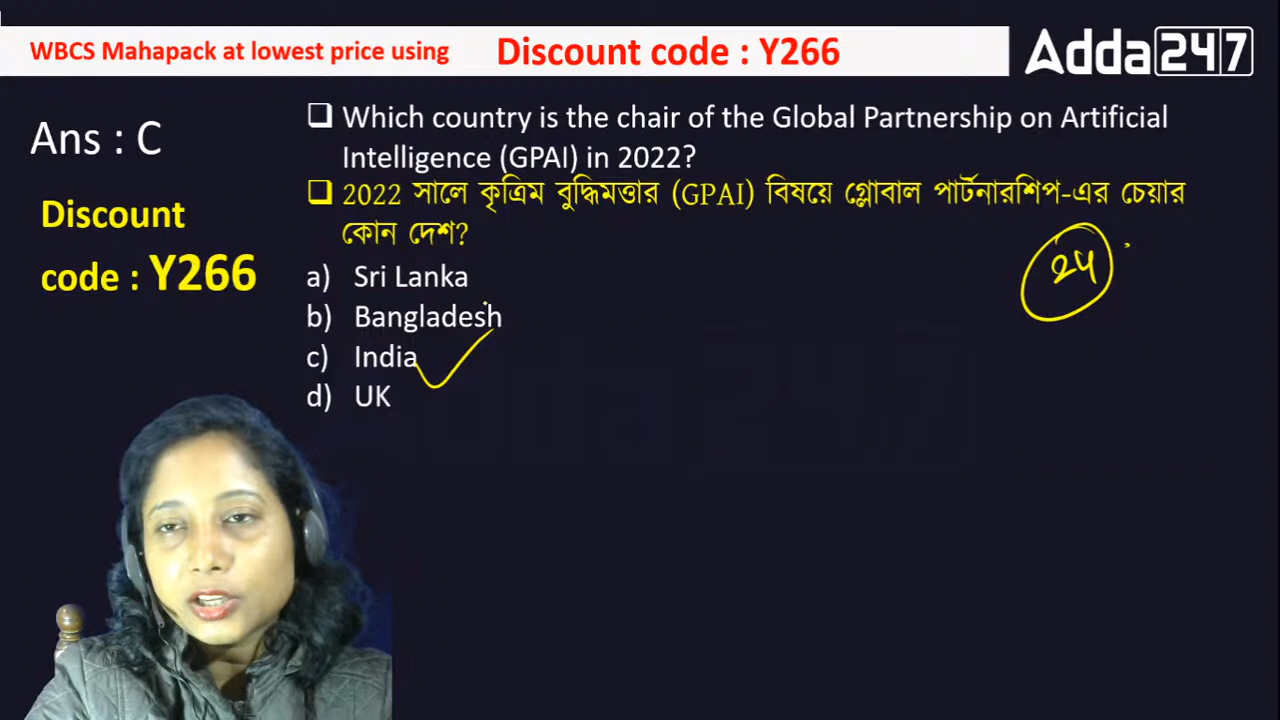 WBCS Mahapack at lowest price using Discount code : Y266
Adda247
Ans : C
Discount
code : Y266
Which country is the chair of the Global Partnership on Artificial
Intelligence (GPAI) in 2022?
2022 সালে কৃত্রিম বুদ্ধিমত্তার (GPAI) বিষয়ে গ্লোবাল পার্টনারশিপ-এর চেয়ার
কোন দেশ?
24
a) Sri Lanka
b) Bangladesh
c) India
d) UK